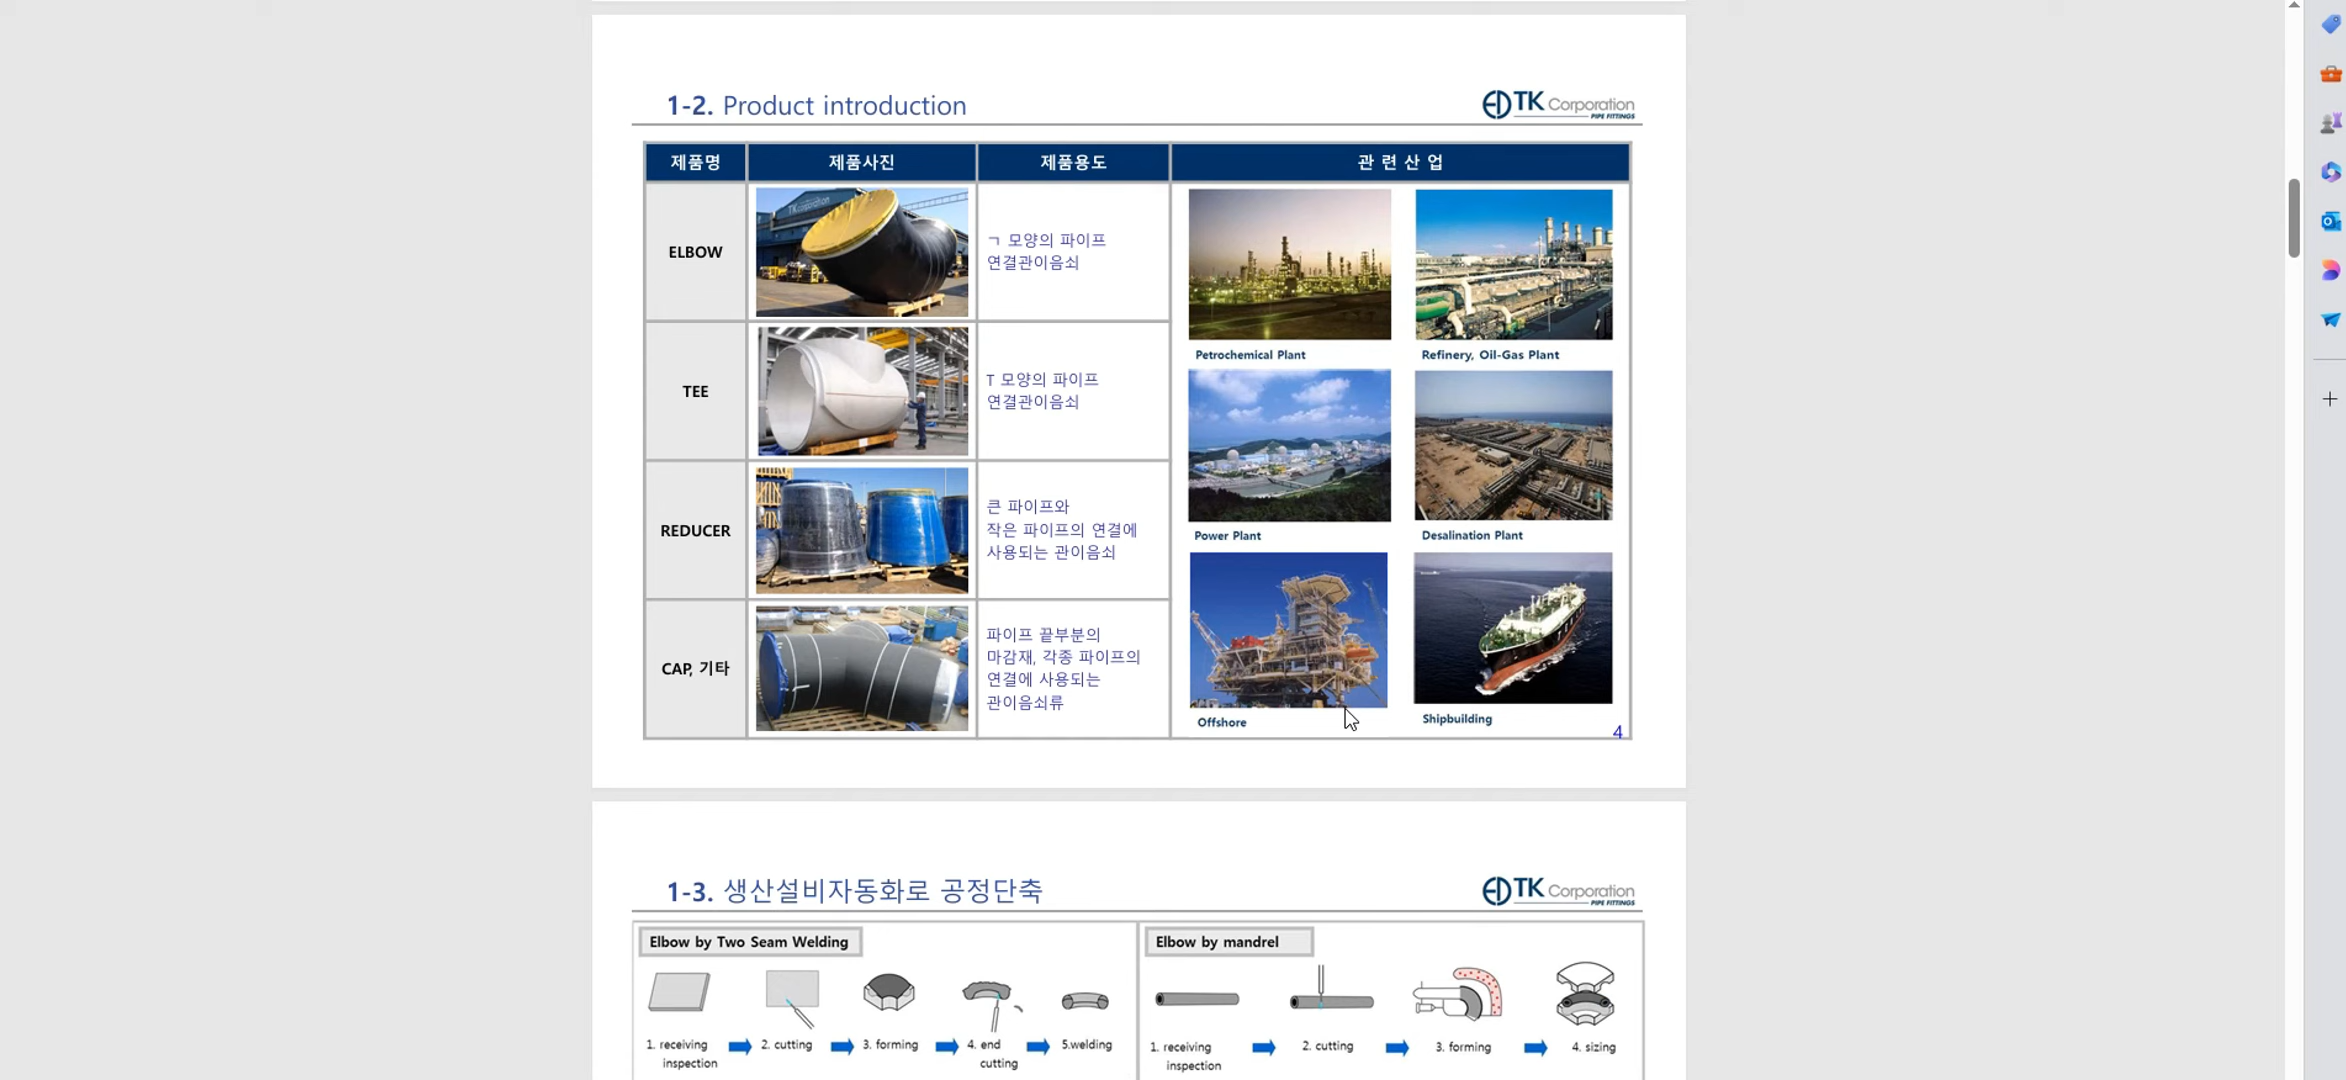 1-2. Product introduction
TK Corporation
PIPE FITTINGS
제품명
제품사진
제품용도
관 련 산 업
ELBOW
TKcorporation
ㄱ 모양의 파이프
연결관이음쇠
TEE
T 모양의 파이프
연결관이음쇠
REDUCER
큰 파이프와
작은 파이프의 연결에
사용되는 관이음쇠
CAP, 기타
파이프 끝부분의
마감재, 각종 파이프의
연결에 사용되는
관이음쇠류
Petrochemical Plant
Refinery, Oil-Gas Plant
Power Plant
Desalination Plant
Offshore
Shipbuilding
4
1-3. 생산설비자동화로 공정단축
TK Corporation
PIPE FITTINGS
Elbow by Two Seam Welding
1. receiving
inspection
2. cutting
3. forming
4. end
cutting
5.welding
Elbow by mandrel
1. receiving
inspection
2. cutting
3. forming
4. sizing